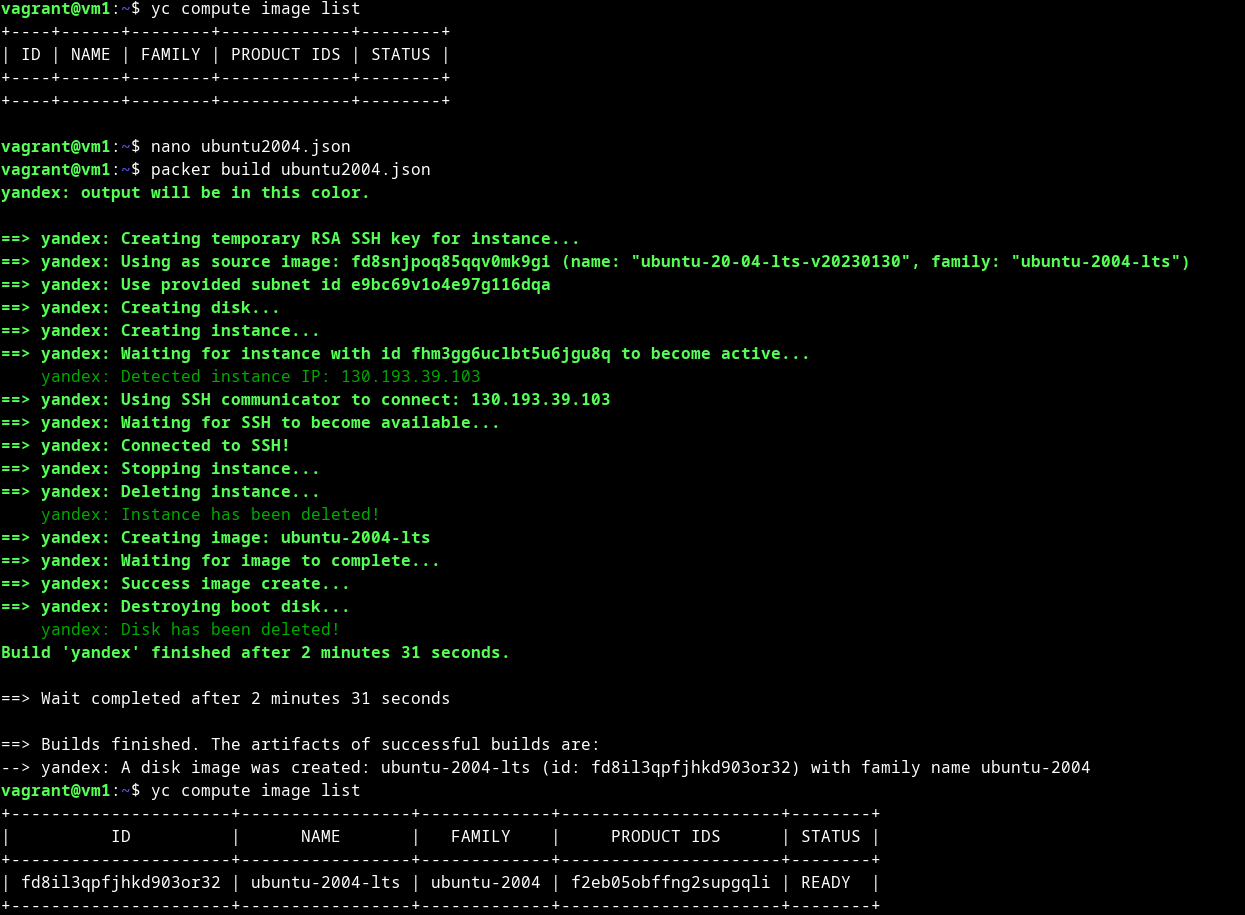 vagrant@vm1:~$ yc compute image list
+----+------+--------+-------------+--------+
| ID | NAME | FAMILY | PRODUCT IDS | STATUS |
+----+------+--------+-------------+--------+
+----+------+--------+-------------+--------+
vagrant@vm1:~$ nano ubuntu2004.json
vagrant@vm1:~$ packer build ubuntu2004.json
yandex: output will be in this color.
==> yandex: Creating temporary RSA SSH key for instance...
==> yandex: Using as source image: fd8snjpoq85qqv0mk9gi (name: "ubuntu-20-04-lts-v20230130", family: "ubuntu-2004-lts")
==> yandex: Use provided subnet id e9bc69v1o4e97g116dqa
==> yandex: Creating disk...
==> yandex: Creating instance...
==> yandex: Waiting for instance with id fhm3gg6uclbt5u6jgu8q to become active...
    yandex: Detected instance IP: 130.193.39.103
==> yandex: Using SSH communicator to connect: 130.193.39.103
==> yandex: Waiting for SSH to become available...
==> yandex: Connected to SSH!
==> yandex: Stopping instance...
==> yandex: Deleting instance...
    yandex: Instance has been deleted!
==> yandex: Creating image: ubuntu-2004-lts
==> yandex: Waiting for image to complete...
==> yandex: Success image create...
==> yandex: Destroying boot disk...
    yandex: Disk has been deleted!
Build 'yandex' finished after 2 minutes 31 seconds.
==> Wait completed after 2 minutes 31 seconds
==> Builds finished. The artifacts of successful builds are:
--> yandex: A disk image was created: ubuntu-2004-lts (id: fd8il3qpfjhkd903or32) with family name ubuntu-2004
vagrant@vm1:~$ yc compute image list
+----------------------+-----------------+-------------+----------------------+--------+
|          ID          |      NAME       |   FAMILY    |     PRODUCT IDS      | STATUS |
+----------------------+-----------------+-------------+----------------------+--------+
| fd8il3qpfjhkd903or32 | ubuntu-2004-lts | ubuntu-2004 | f2eb05obffng2supgqli | READY  |
+----------------------+-----------------+-------------+----------------------+--------+